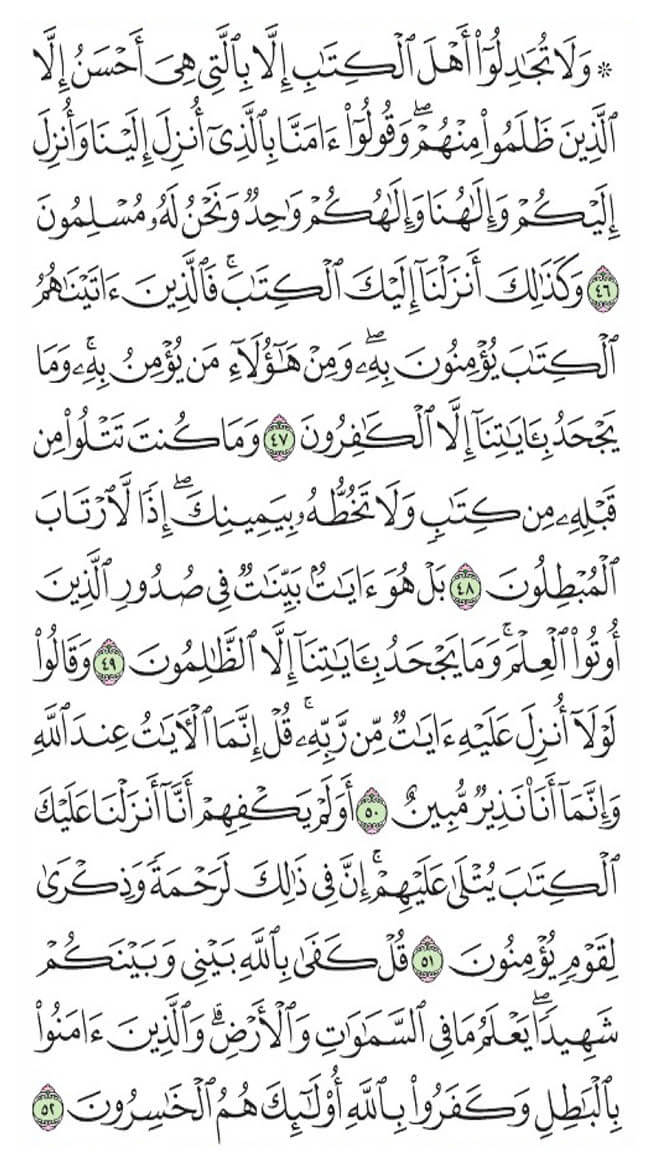 ۞ وَلَا تُجَٰدِلُوٓاْ أَهۡلَ ٱلۡكِتَٰبِ إِلَّا بِٱلَّتِي هِيَ أَحۡسَنُ إِلَّا
ٱلَّذِينَ ظَلَمُواْ مِنۡهُمۡۖ وَقُولُوٓاْ ءَامَنَّا بِٱلَّذِيٓ أُنزِلَ إِلَيۡنَا وَأُنزِلَ
إِلَيۡكُمۡ وَإِلَٰهُنَا وَإِلَٰهُكُمۡ وَٰحِدٞ وَنَحۡنُ لَهُۥ مُسۡلِمُونَ
٤٦ وَكَذَٰلِكَ أَنزَلۡنَآ إِلَيۡكَ ٱلۡكِتَٰبَۚ فَٱلَّذِينَ ءَاتَيۡنَٰهُمُ
ٱلۡكِتَٰبَ يُؤۡمِنُونَ بِهِۦۖ وَمِنۡ هَٰٓؤُلَآءِ مَن يُؤۡمِنُ بِهِۦۚ وَمَا
يَجۡحَدُ بِـَٔايَٰتِنَآ إِلَّا ٱلۡكَٰفِرُونَ ٤٧ وَمَا كُنتَ تَتۡلُواْ مِن
قَبۡلِهِۦ مِن كِتَٰبٖ وَلَا تَخُطُّهُۥ بِيَمِينِكَۖ إِذٗا لَّٱرۡتَابَ
ٱلۡمُبۡطِلُونَ ٤٨ بَلۡ هُوَ ءَايَٰتُۢ بَيِّنَٰتٞ فِي صُدُورِ ٱلَّذِينَ
أُوتُواْ ٱلۡعِلۡمَۚ وَمَا يَجۡحَدُ بِـَٔايَٰتِنَآ إِلَّا ٱلظَّٰلِمُونَ ٤٩ وَقَالُواْ
لَوۡلَآ أُنزِلَ عَلَيۡهِ ءَايَٰتٞ مِّن رَّبِّهِۦۚ قُلۡ إِنَّمَا ٱلۡأٓيَٰتُ عِندَ ٱللَّهِ
وَإِنَّمَآ أَنَا۠ نَذِيرٞ مُّبِينٌ ٥٠ أَوَلَمۡ يَكۡفِهِمۡ أَنَّآ أَنزَلۡنَا عَلَيۡكَ
ٱلۡكِتَٰبَ يُتۡلَىٰ عَلَيۡهِمۡۚ إِنَّ فِي ذَٰلِكَ لَرَحۡمَةٗ وَذِكۡرَىٰ
لِقَوۡمٖ يُؤۡمِنُونَ ٥١ قُلۡ كَفَىٰ بِٱللَّهِ بَيۡنِي وَبَيۡنَكُمۡ
شَهِيدٗاۖ يَعۡلَمُ مَا فِي ٱلسَّمَٰوَٰتِ وَٱلۡأَرۡضِۗ وَٱلَّذِينَ ءَامَنُواْ
بِٱلۡبَٰطِلِ وَكَفَرُواْ بِٱللَّهِ أُوْلَٰٓئِكَ هُمُ ٱلۡخَٰسِرُونَ ٥٢